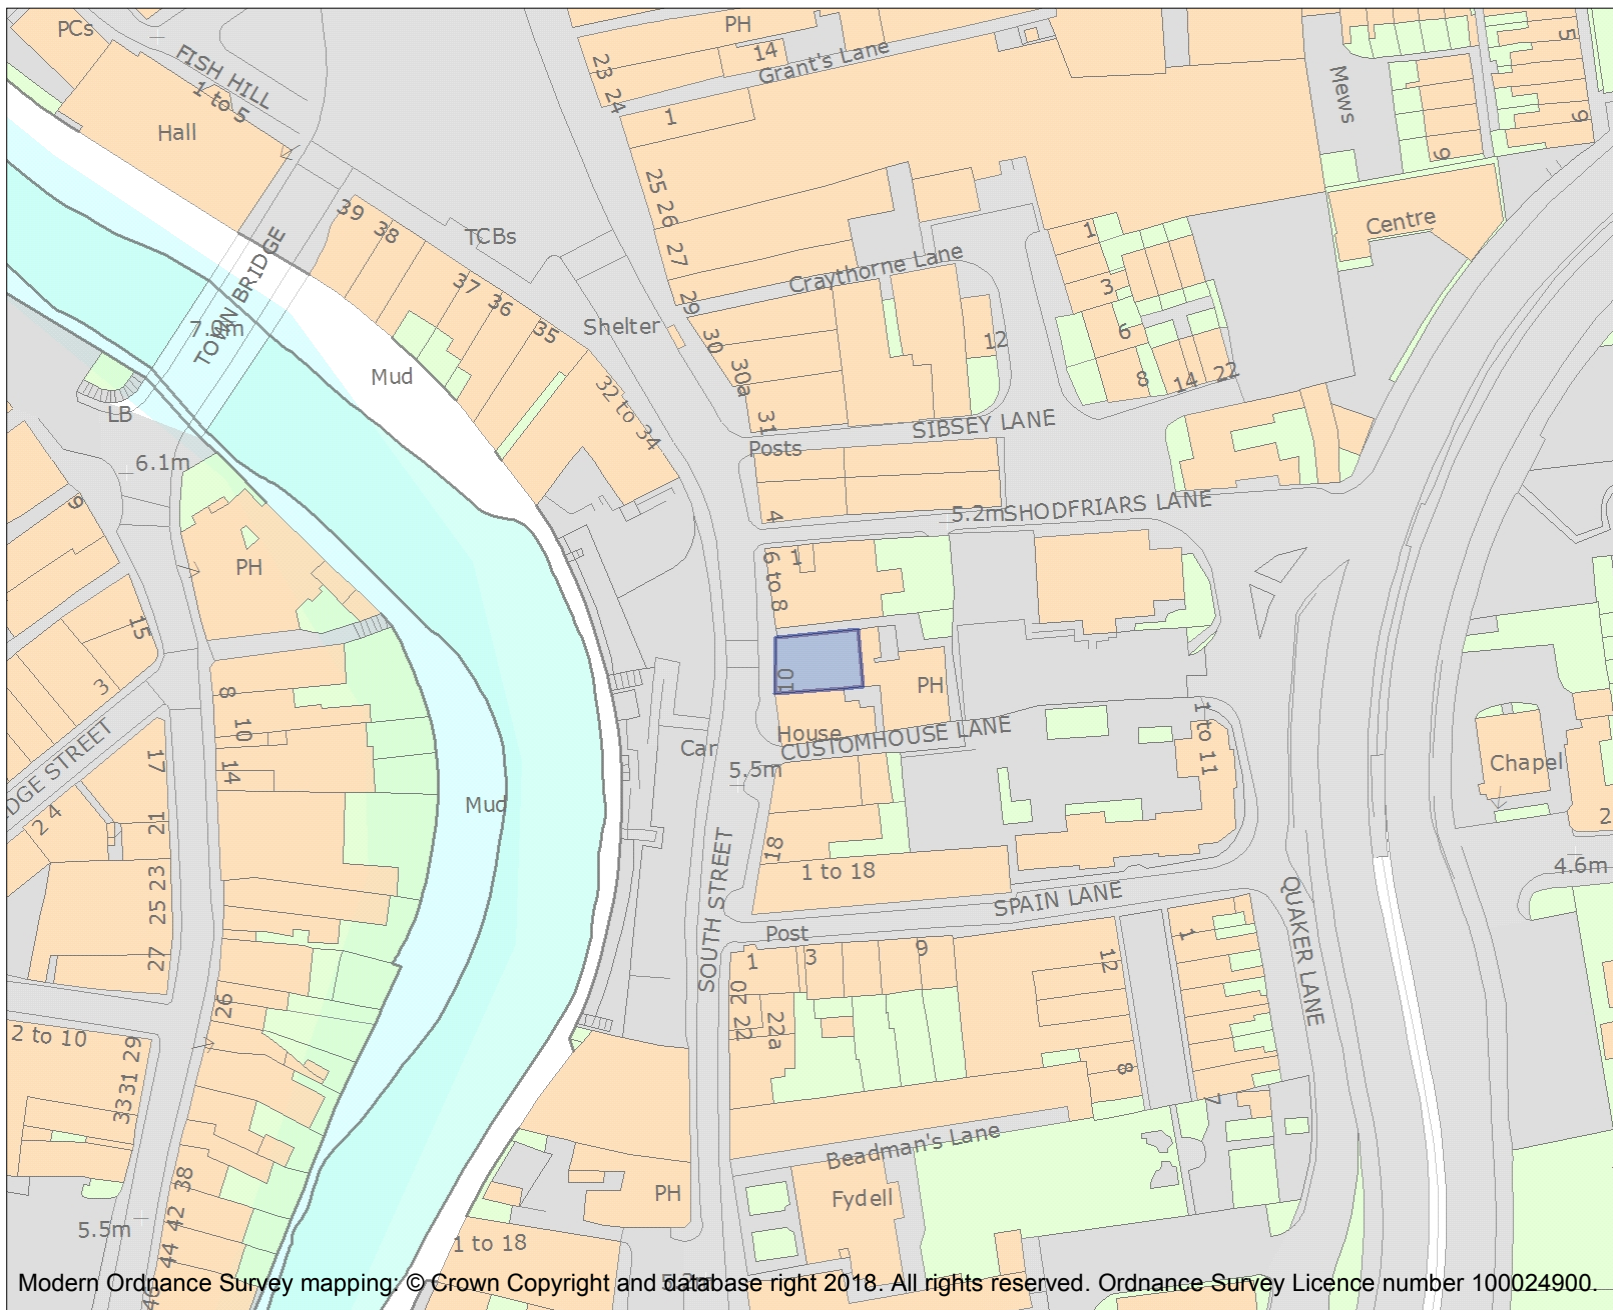 PCs
FISH HILL
1 to 5
Hall
PH
14
Grant's Lane
23
24
1
Mews
5
9
9
25
26
27
29
30
30a
31
Craythorne Lane
12
Centre
1
3
6
8
14
22
39
38
TCBs
37
36
35
Shelter
32 to 34
TOWN BRIDGE
7.0m
Mud
LB
6.1m
SIBSEY LANE
Posts
4
5.2m
SHODFRIARS LANE
9
PH
15
3
1
6 to 8
10
PH
House
CUSTOMHOUSE LANE
1 to 11
Chapel
2
4.6m
8
10
14
DGE STREET
2 4
17
21
23
25
27
Mud
Car
5.5m
18
1 to 18
SOUTH STREET
SPAIN LANE
QUAKER LANE
Post
1
3
9
12
1
20
22
22a
8
7
26
2 to 10
29
31
33
38
42
44
46
5.5m
Beadman's Lane
Fydell
PH
1 to 18
Modern Ordnance Survey mapping: © Crown Copyright and database right 2018. All rights reserved. Ordnance Survey Licence number 100024900.